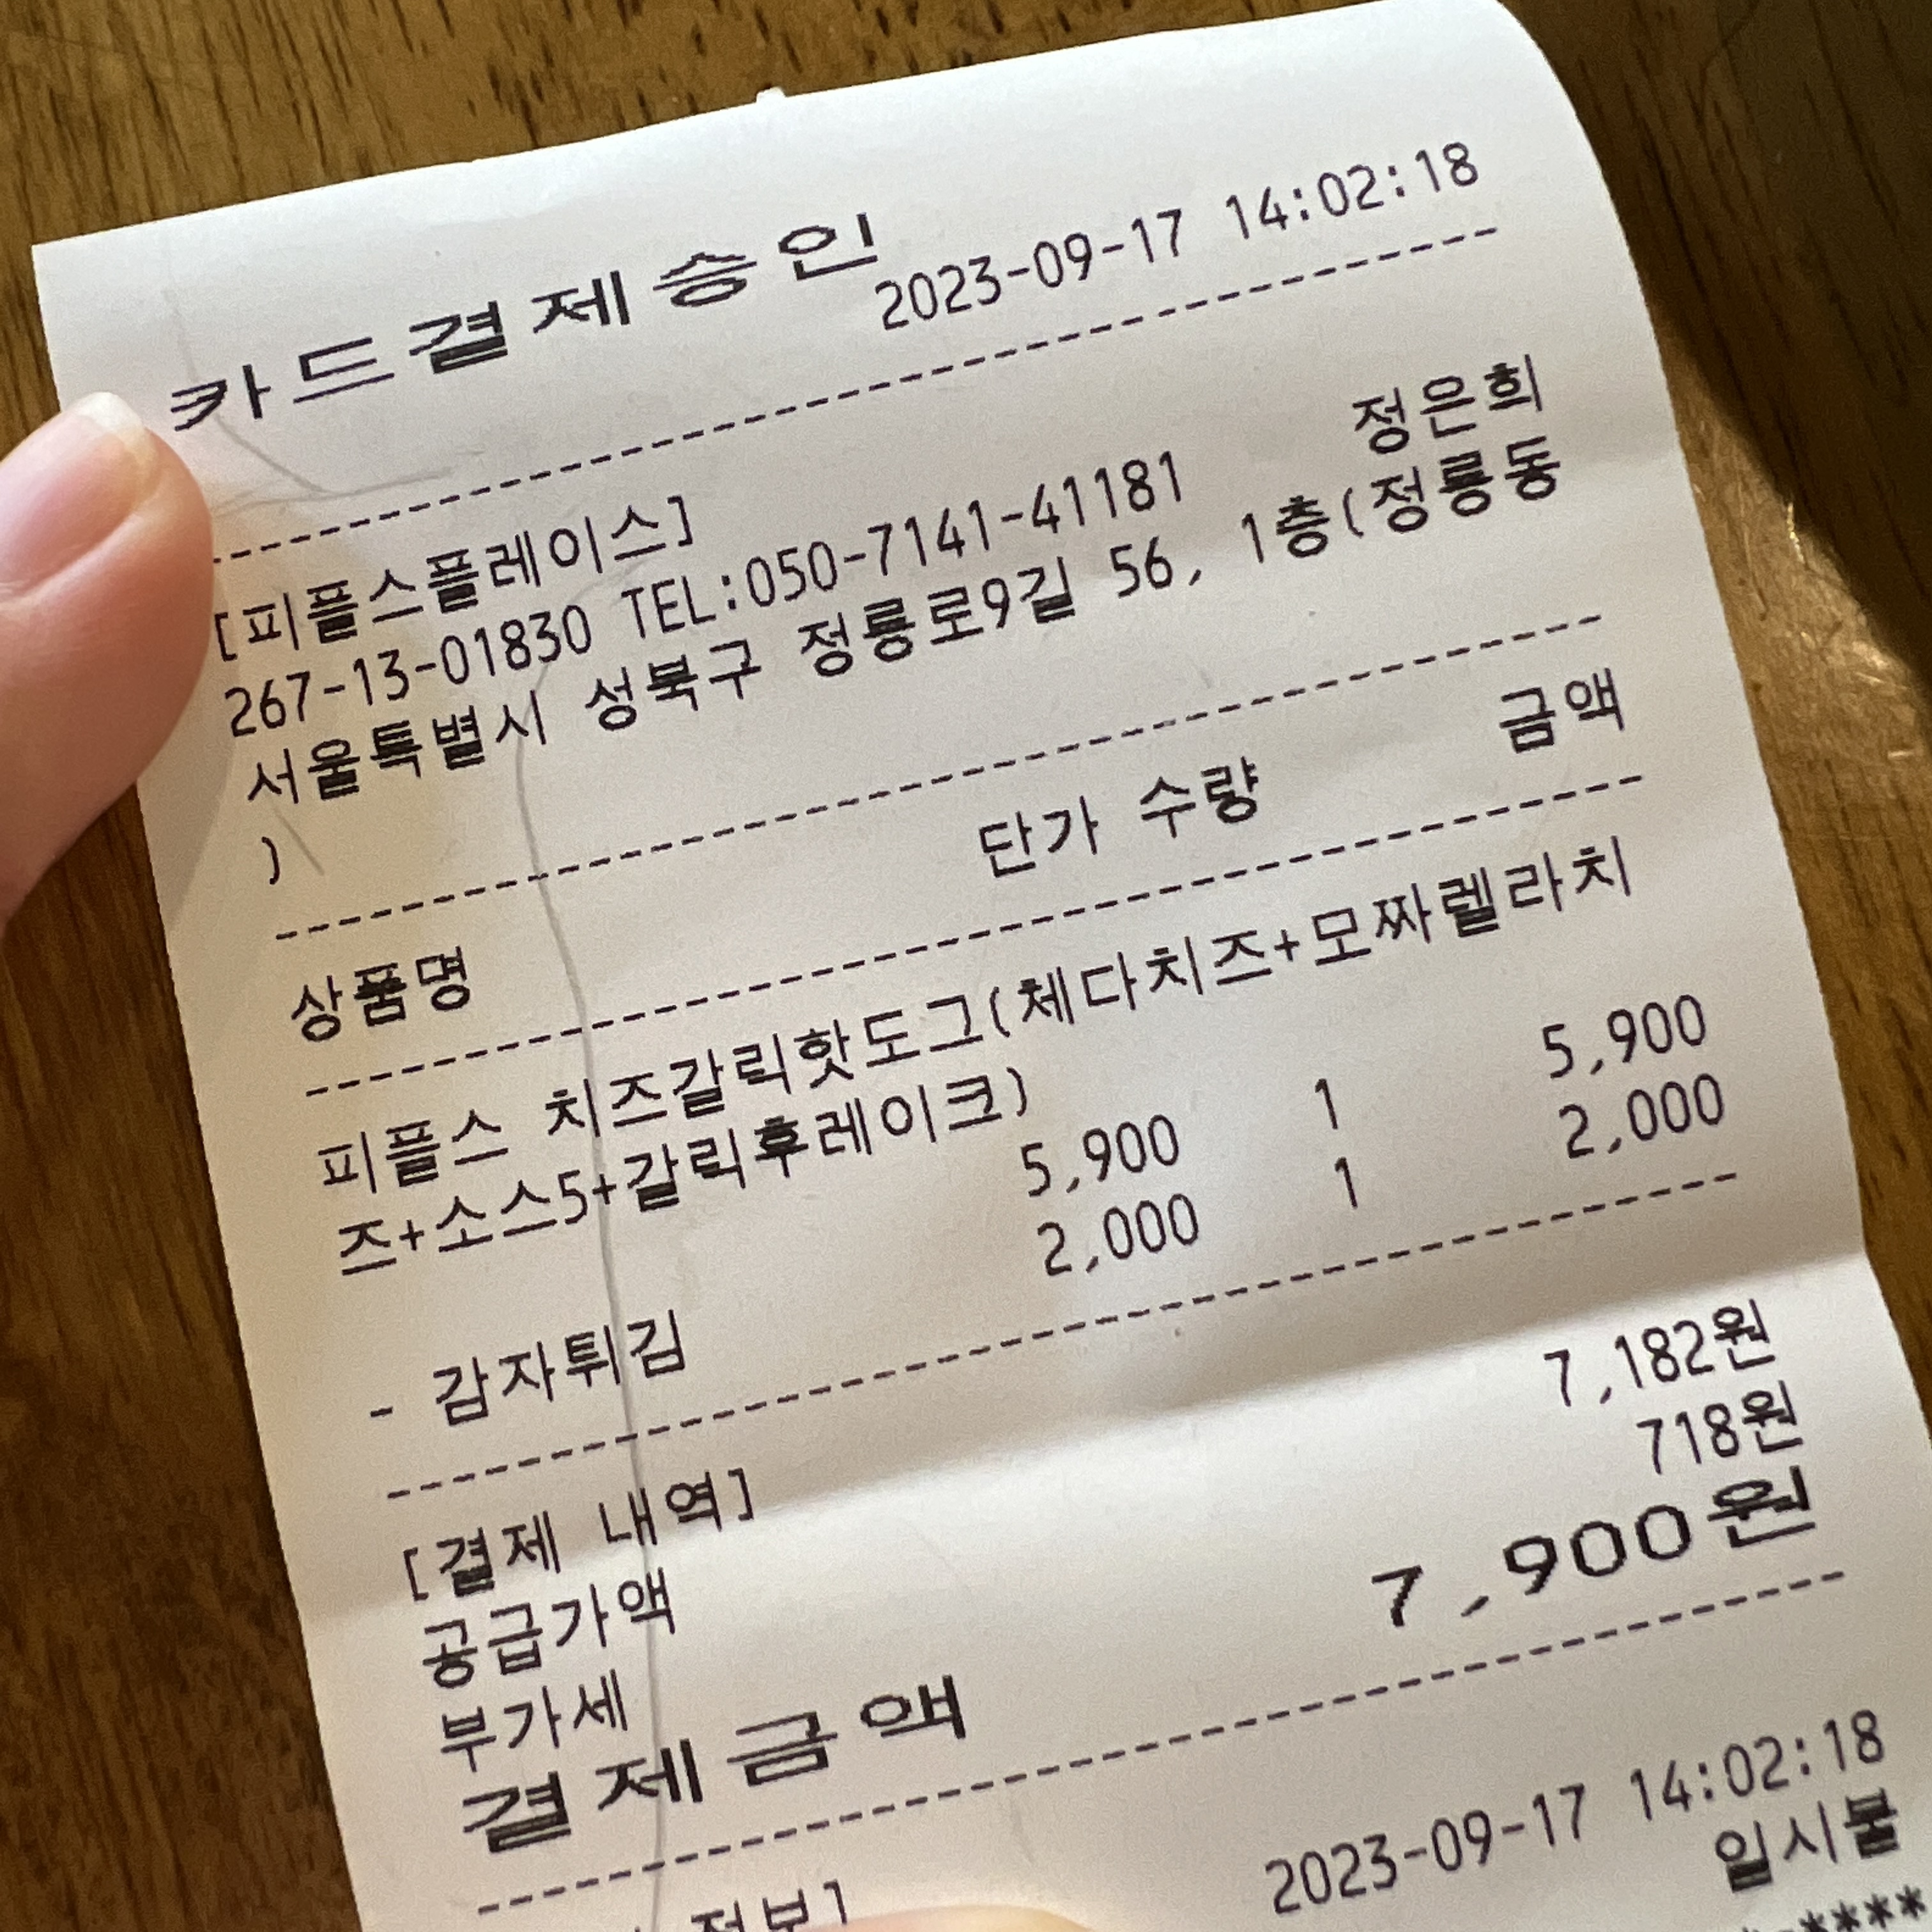 카드결제승인
2023-09-17 14:02:18
[피플스플레이스] 정은희
267-13-01830 TEL:050-7141-41181
서울특별시 성북구 정릉로9길 56, 1층(정릉동
)
상품명 단가 수량 금액
피플스 치즈갈릭핫도그(체다치즈+모짜렐라치
즈+소스5+갈릭후레이크)
5,900 1 5,900
- 감자튀김 2,000 1 2,000
[결제 내역]
공급가액 7,182원
부가세 718원
결제금액 7,900원
정보]
2023-09-17 14:02:18
일시불